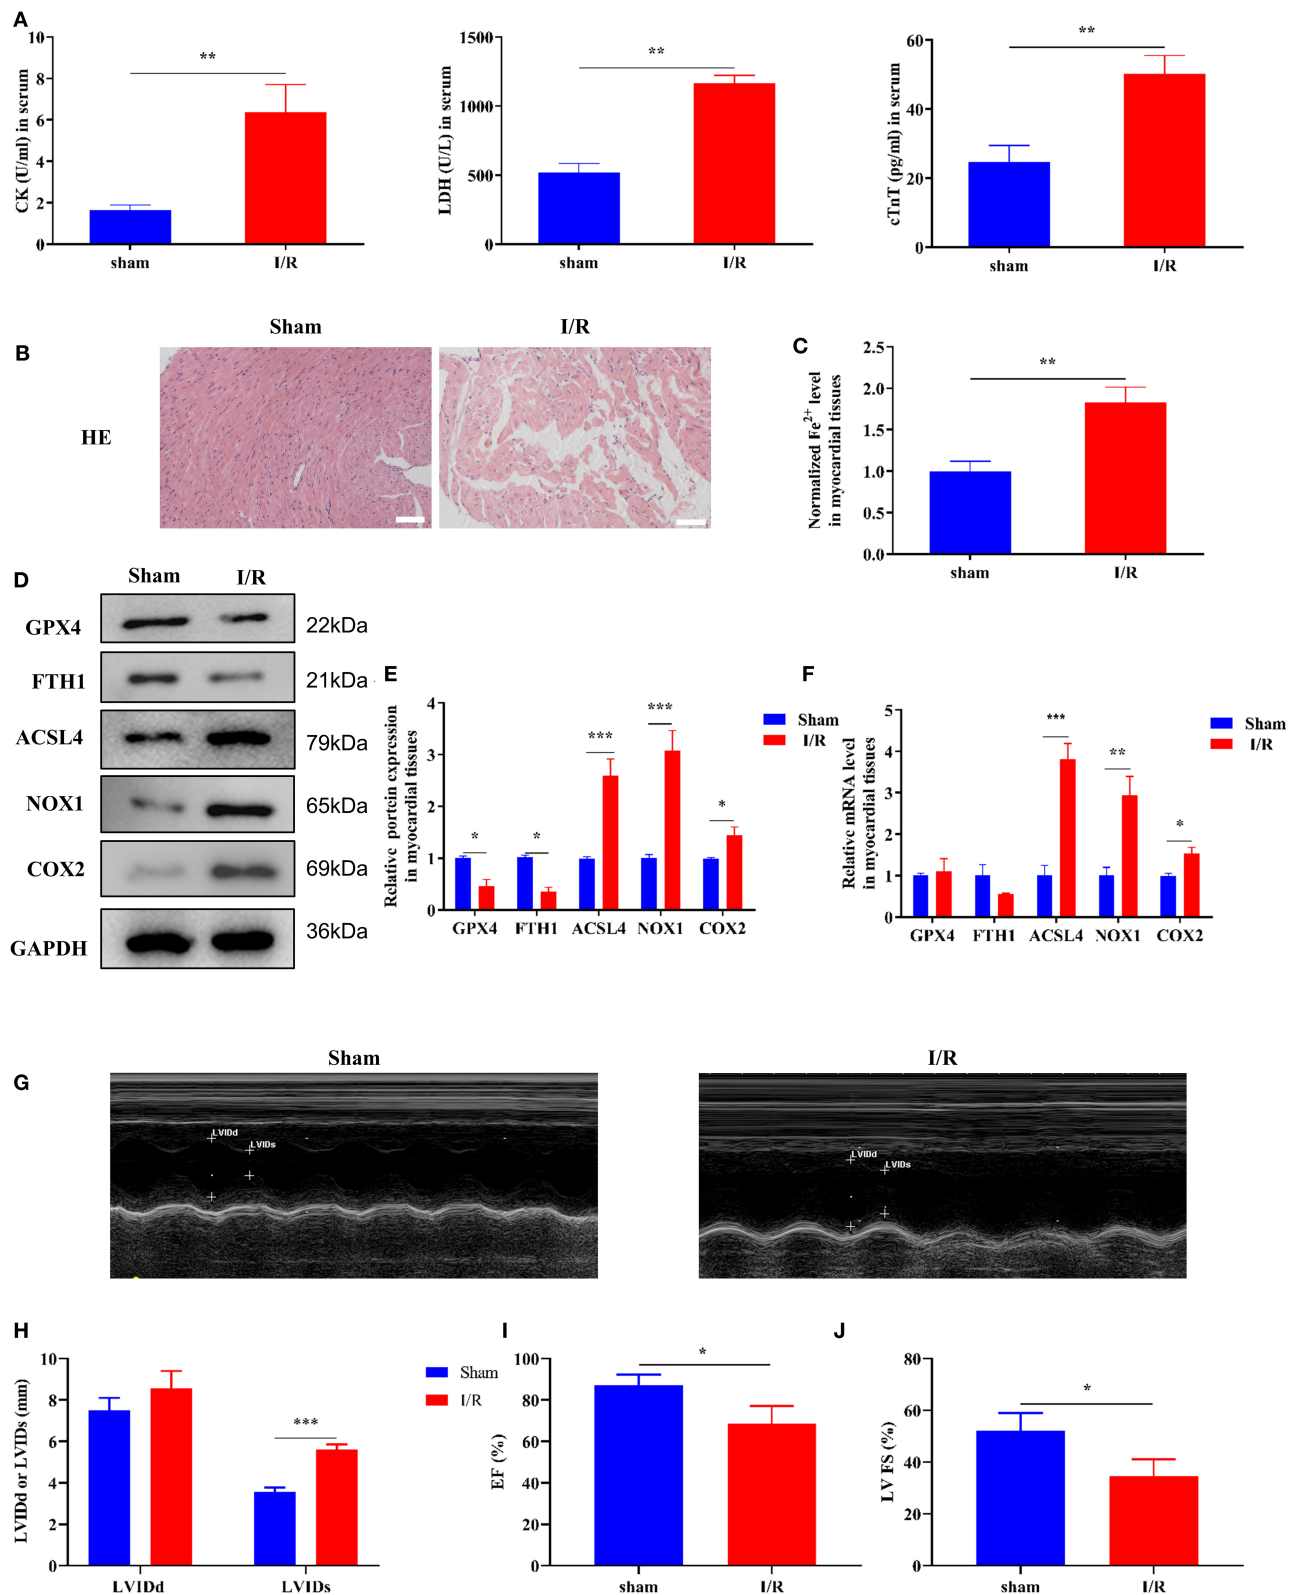 A
CK (U/ml) in serum
10
8
6
4
2
0
**
sham
I/R
LDH (U/L) in serum
1500
1000
500
0
**
sham
I/R
cTnT (pg/ml) in serum
60
40
20
0
**
sham
I/R
B
Sham
I/R
HE
C
Normalized Fe2+ level
in myocardial tissues
2.5
2.0
1.5
1.0
0.5
0.0
**
sham
I/R
D
Sham
I/R
GPX4
22kDa
FTH1
21kDa
ACSL4
79kDa
NOX1
65kDa
COX2
69kDa
GAPDH
36kDa
E
Relative portein expression
in myocardial tissues
4
3
2
1
0
*
*
***
***
*
GPX4
FTH1
ACSL4
NOX1
COX2
Sham
I/R
F
Relative mRNA level
in myocardial tissues
5
4
3
2
1
0
***
**
*
GPX4
FTH1
ACSL4
NOX1
COX2
Sham
I/R
G
Sham
LVIDd
LVIDs
I/R
LVIDd
LVIDs
H
LVIDd or LVIDs (mm)
10
8
6
4
2
0
***
LVIDd
LVIDs
Sham
I/R
I
EF (%)
100
80
60
40
20
0
*
sham
I/R
J
LV FS (%)
80
60
40
20
0
*
sham
I/R